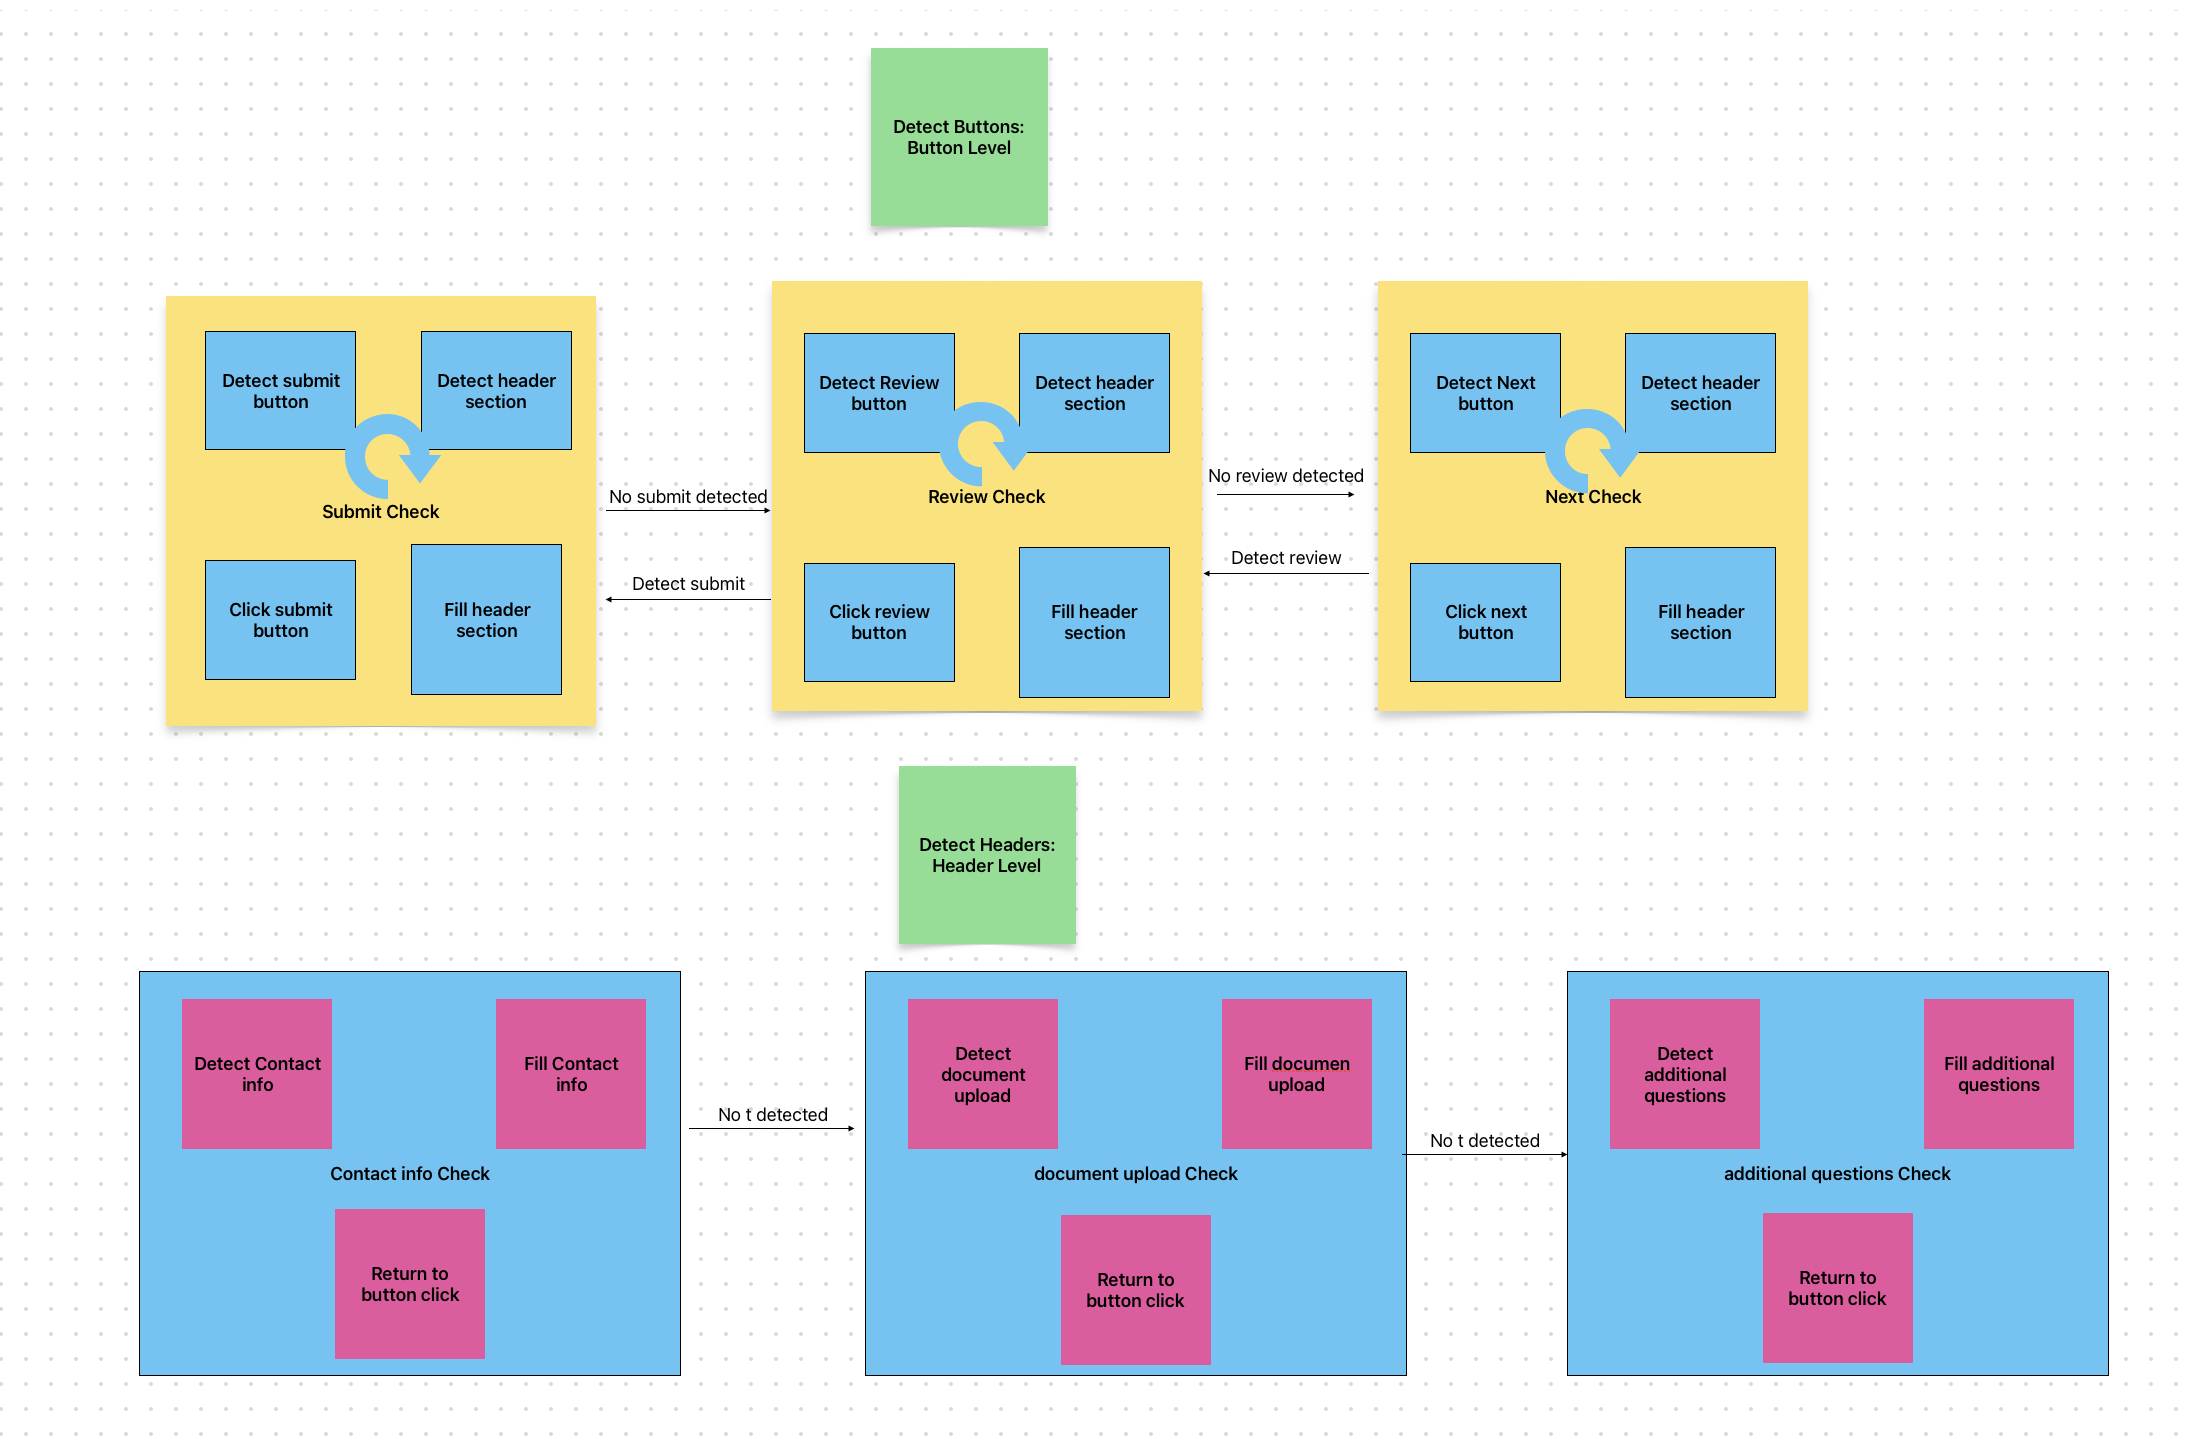 Detect Buttons:
Button Level
Detect submit
button
Detect header
section
Submit Check
Click submit
button
Fill header
section
No submit detected
Detect submit
Detect Review
button
Detect header
section
Review Check
Click review
button
Fill header
section
No review detected
Detect review
Detect Next
button
Detect header
section
Next Check
Click next
button
Fill header
section
Detect Headers:
Header Level
Detect Contact
info
Fill Contact
info
Contact info Check
Return to
button click
No t detected
Detect
document
upload
Fill documen
upload
document upload Check
Return to
button click
No t detected
Detect
additional
questions
Fill additional
questions
additional questions Check
Return to
button click